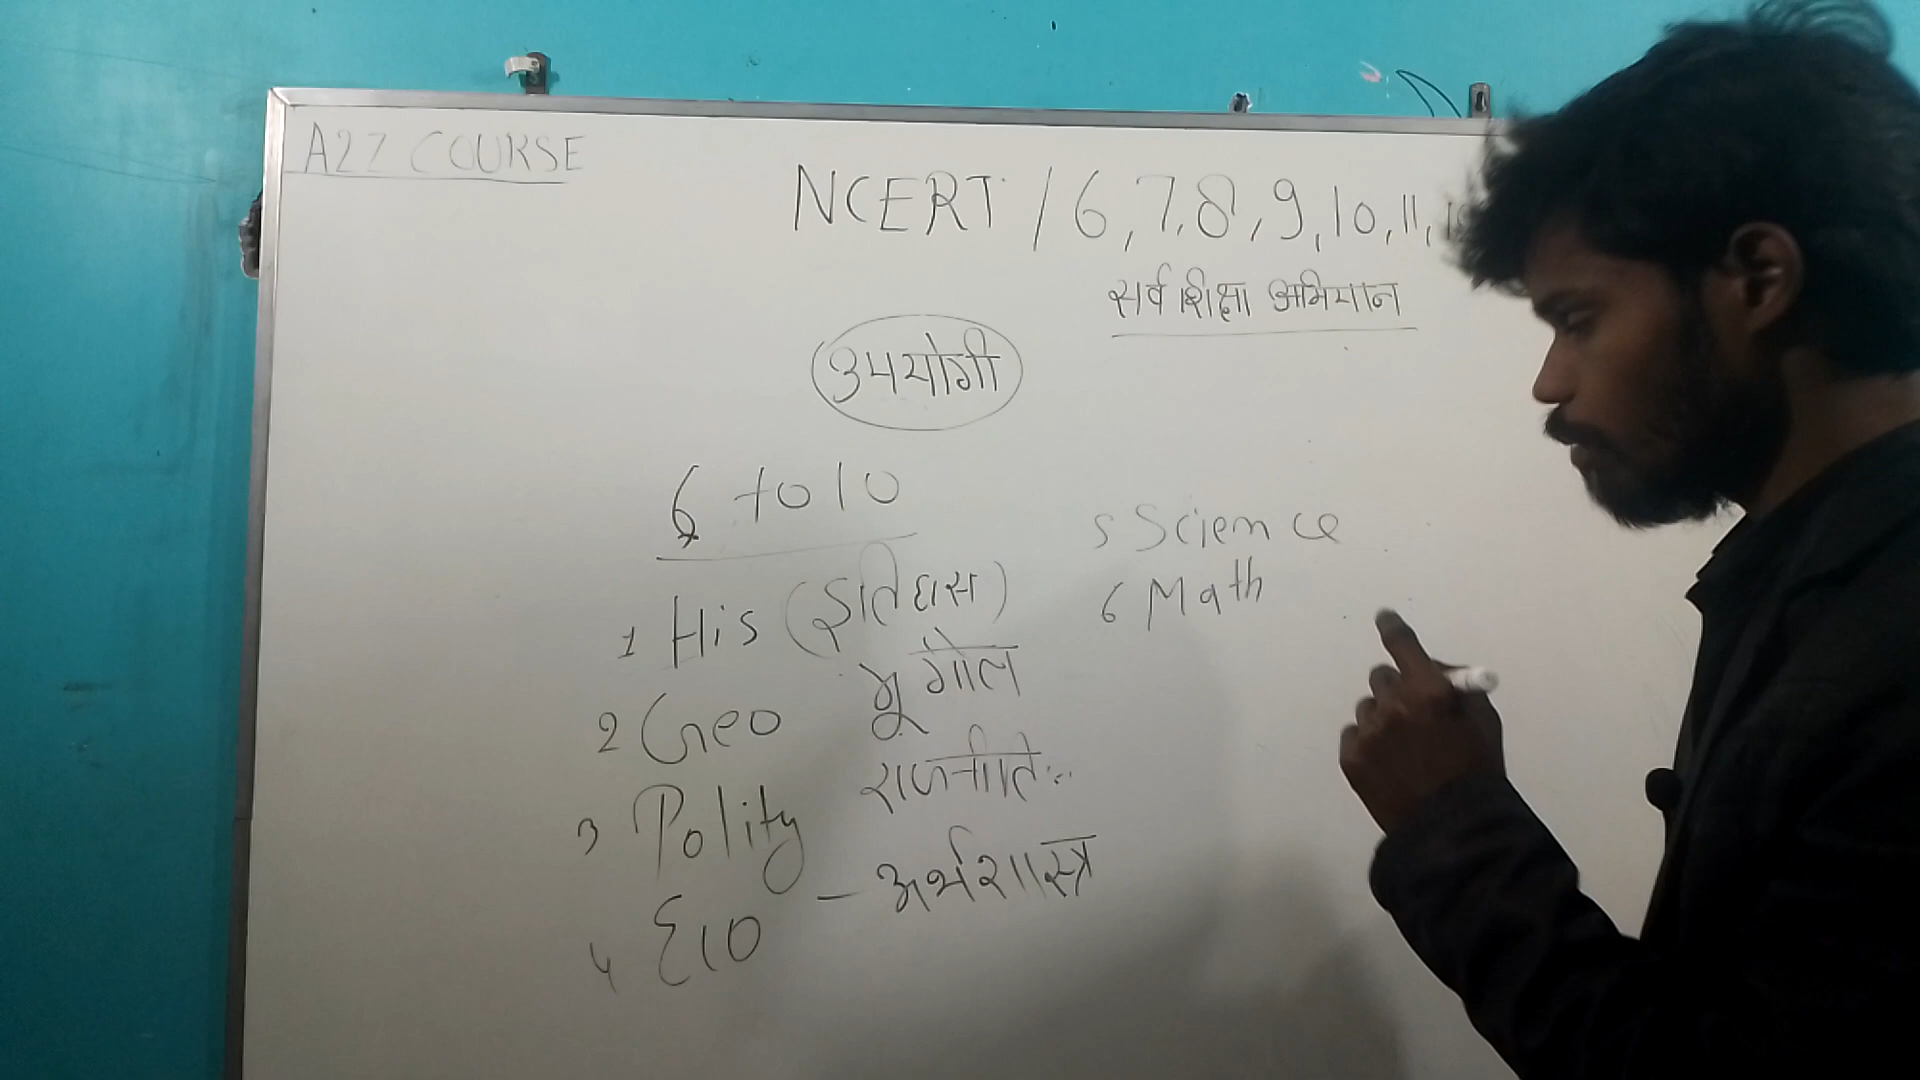 A2Z COURSE
NCERT / 6, 7, 8, 9, 10, 11,
सर्व शिक्षा अभियान
उपयोगी
6 to 10
1 His (इतिहास)
2 Geo भूगोल
3 Polity राजनीति
4 Eco - अर्थशास्त्र
5 Science
6 Math